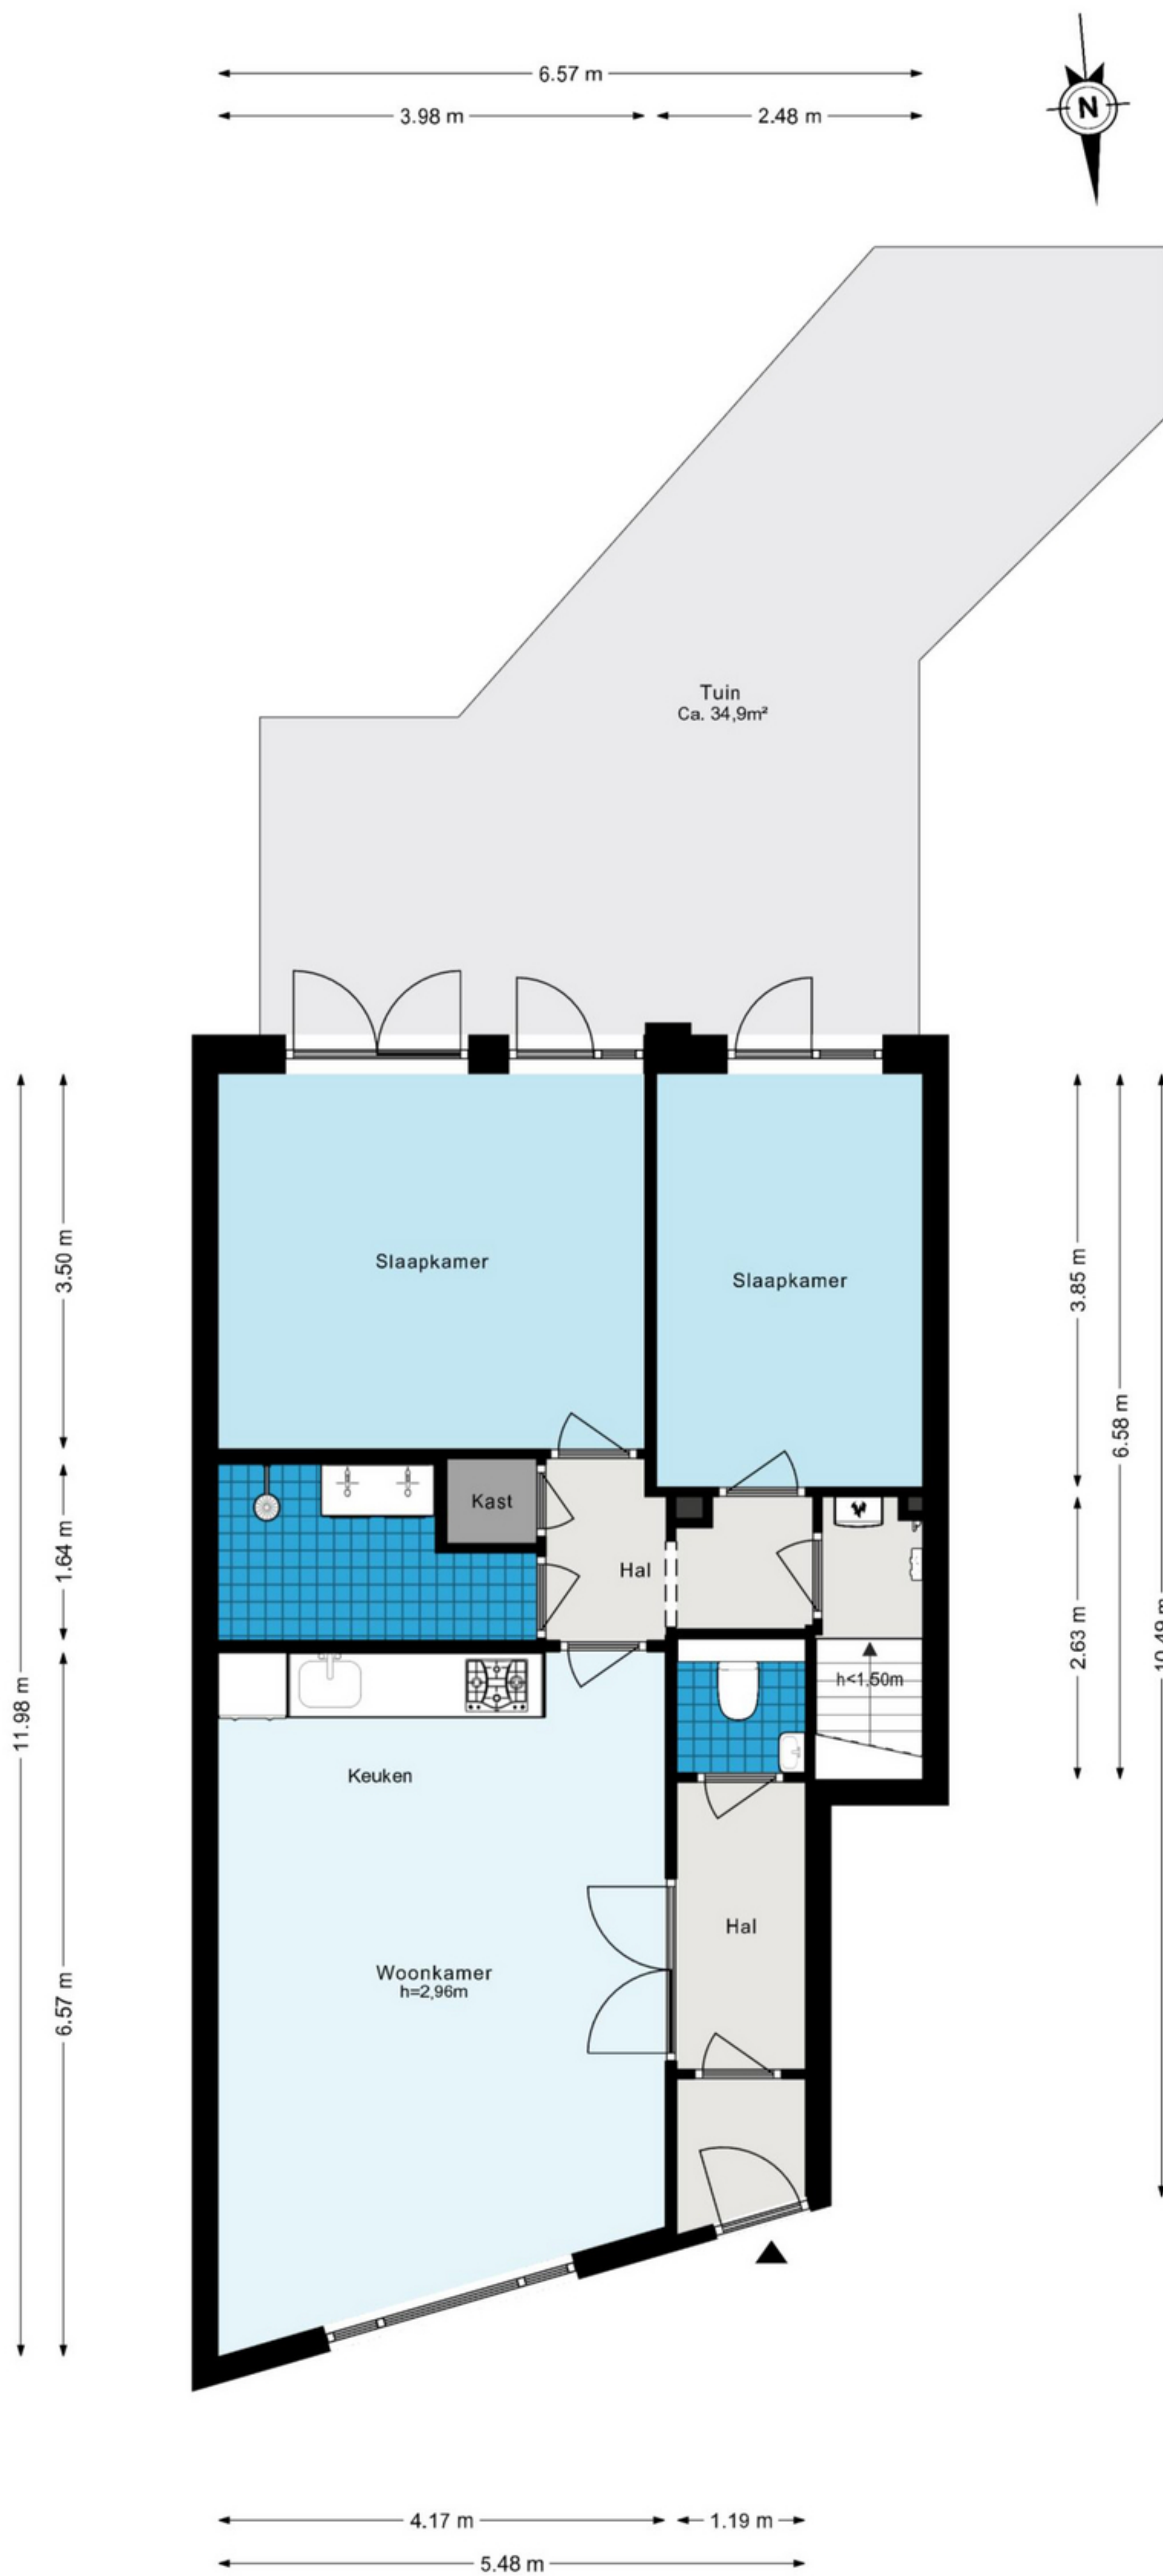 6.57 m
3.98 m
2.48 m
N
Tuin
Ca. 34,9m²
Slaapkamer
Slaapkamer
3.50 m
3.85 m
6.58 m
Kast
Hal
1.64 m
2.63 m
10.49 m
h<1,50m
11.98 m
Keuken
Hal
Woonkamer
h=2,96m
6.57 m
4.17 m
1.19 m
5.48 m